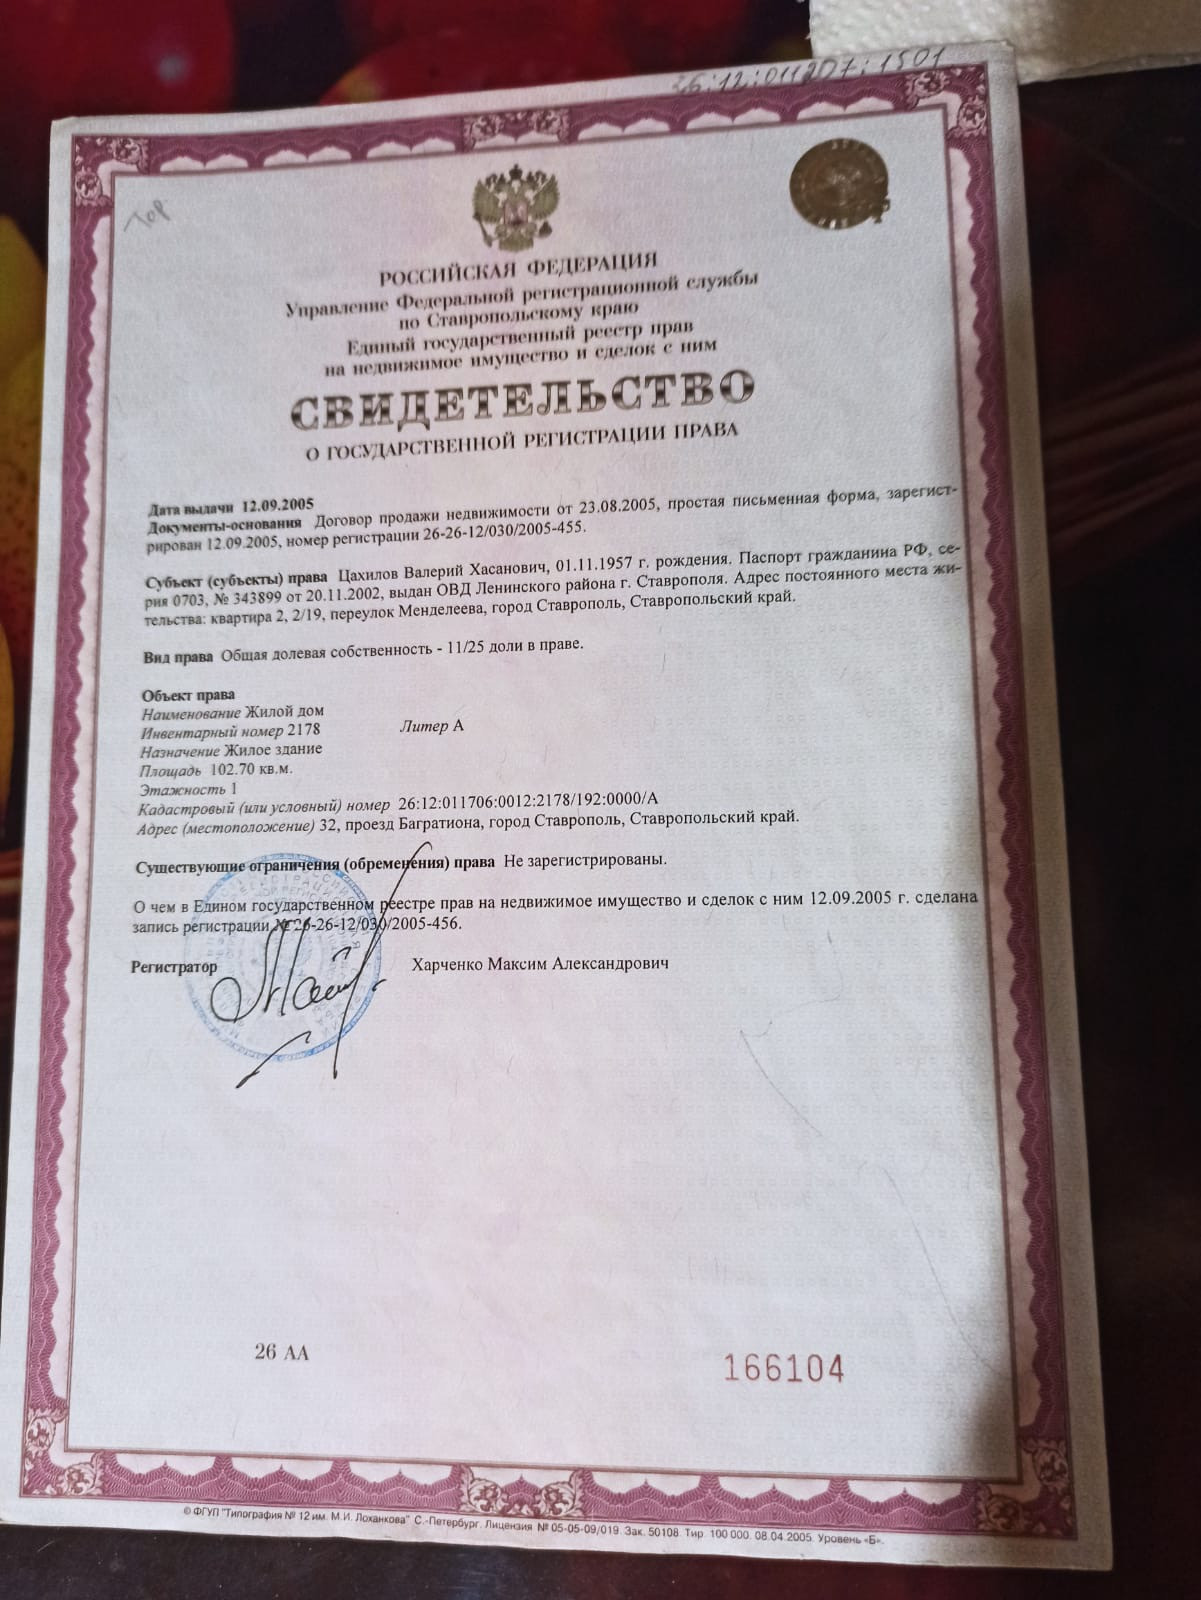 26:12:011207:1501
РОССИЙСКАЯ ФЕДЕРАЦИЯ
Управление Федеральной регистрационной службы
по Ставропольскому краю
Единый государственный реестр прав
на недвижимое имущество и сделок с ним
СВИДЕТЕЛЬСТВО
О ГОСУДАРСТВЕННОЙ РЕГИСТРАЦИИ ПРАВА
Дата выдачи 12.09.2005
Документы-основания Договор продажи недвижимости от 23.08.2005, простая письменная форма, зарегист-
рирован 12.09.2005, номер регистрации 26-26-12/030/2005-455.
Субъект (субъекты) права Цахилов Валерий Хасанович, 01.11.1957 г. рождения. Паспорт гражданина РФ, се-
рия 0703, № 343899 от 20.11.2002, выдан ОВД Ленинского района г. Ставрополя. Адрес постоянного места жи-
тельства: квартира 2, 2/19, переулок Менделеева, город Ставрополь, Ставропольский край.
Вид права Общая долевая собственность - 11/25 доли в праве.
Объект права
Наименование Жилой дом
Инвентарный номер 2178 Литер А
Назначение Жилое здание
Площадь 102.70 кв.м.
Этажность 1
Кадастровый (или условный) номер 26:12:011706:0012:2178/192:0000/А
Адрес (местоположение) 32, проезд Багратиона, город Ставрополь, Ставропольский край.
Существующие ограничения (обременения) права Не зарегистрированы.
О чем в Едином государственном реестре прав на недвижимое имущество и сделок с ним 12.09.2005 г. сделана
запись регистрации № 26-26-12/030/2005-456.
Регистратор Харченко Максим Александрович
26 АА 166104
© ФГУП "Типография № 12 им. М.И. Лоханкова". С.-Петербург. Лицензия № 05-05-09/019. Зак. 50108. Тир. 100 000. 08.04.2005. Уровень «Б».